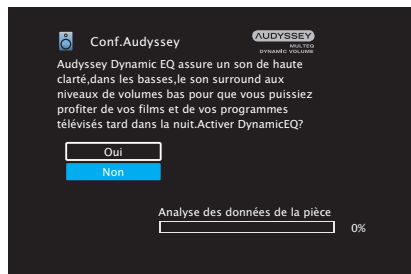 Conf.Audyssey
AUDYSSEY
MULTEQ
DYNAMIC VOLUME
Audyssey Dynamic EQ assure un son de haute
clarté,dans les basses,le son surround aux
niveaux de volumes bas pour que vous puissiez
profiter de vos films et de vos programmes
télévisés tard dans la nuit.Activer DynamicEQ?
Oui
Non
Analyse des données de la pièce
0%